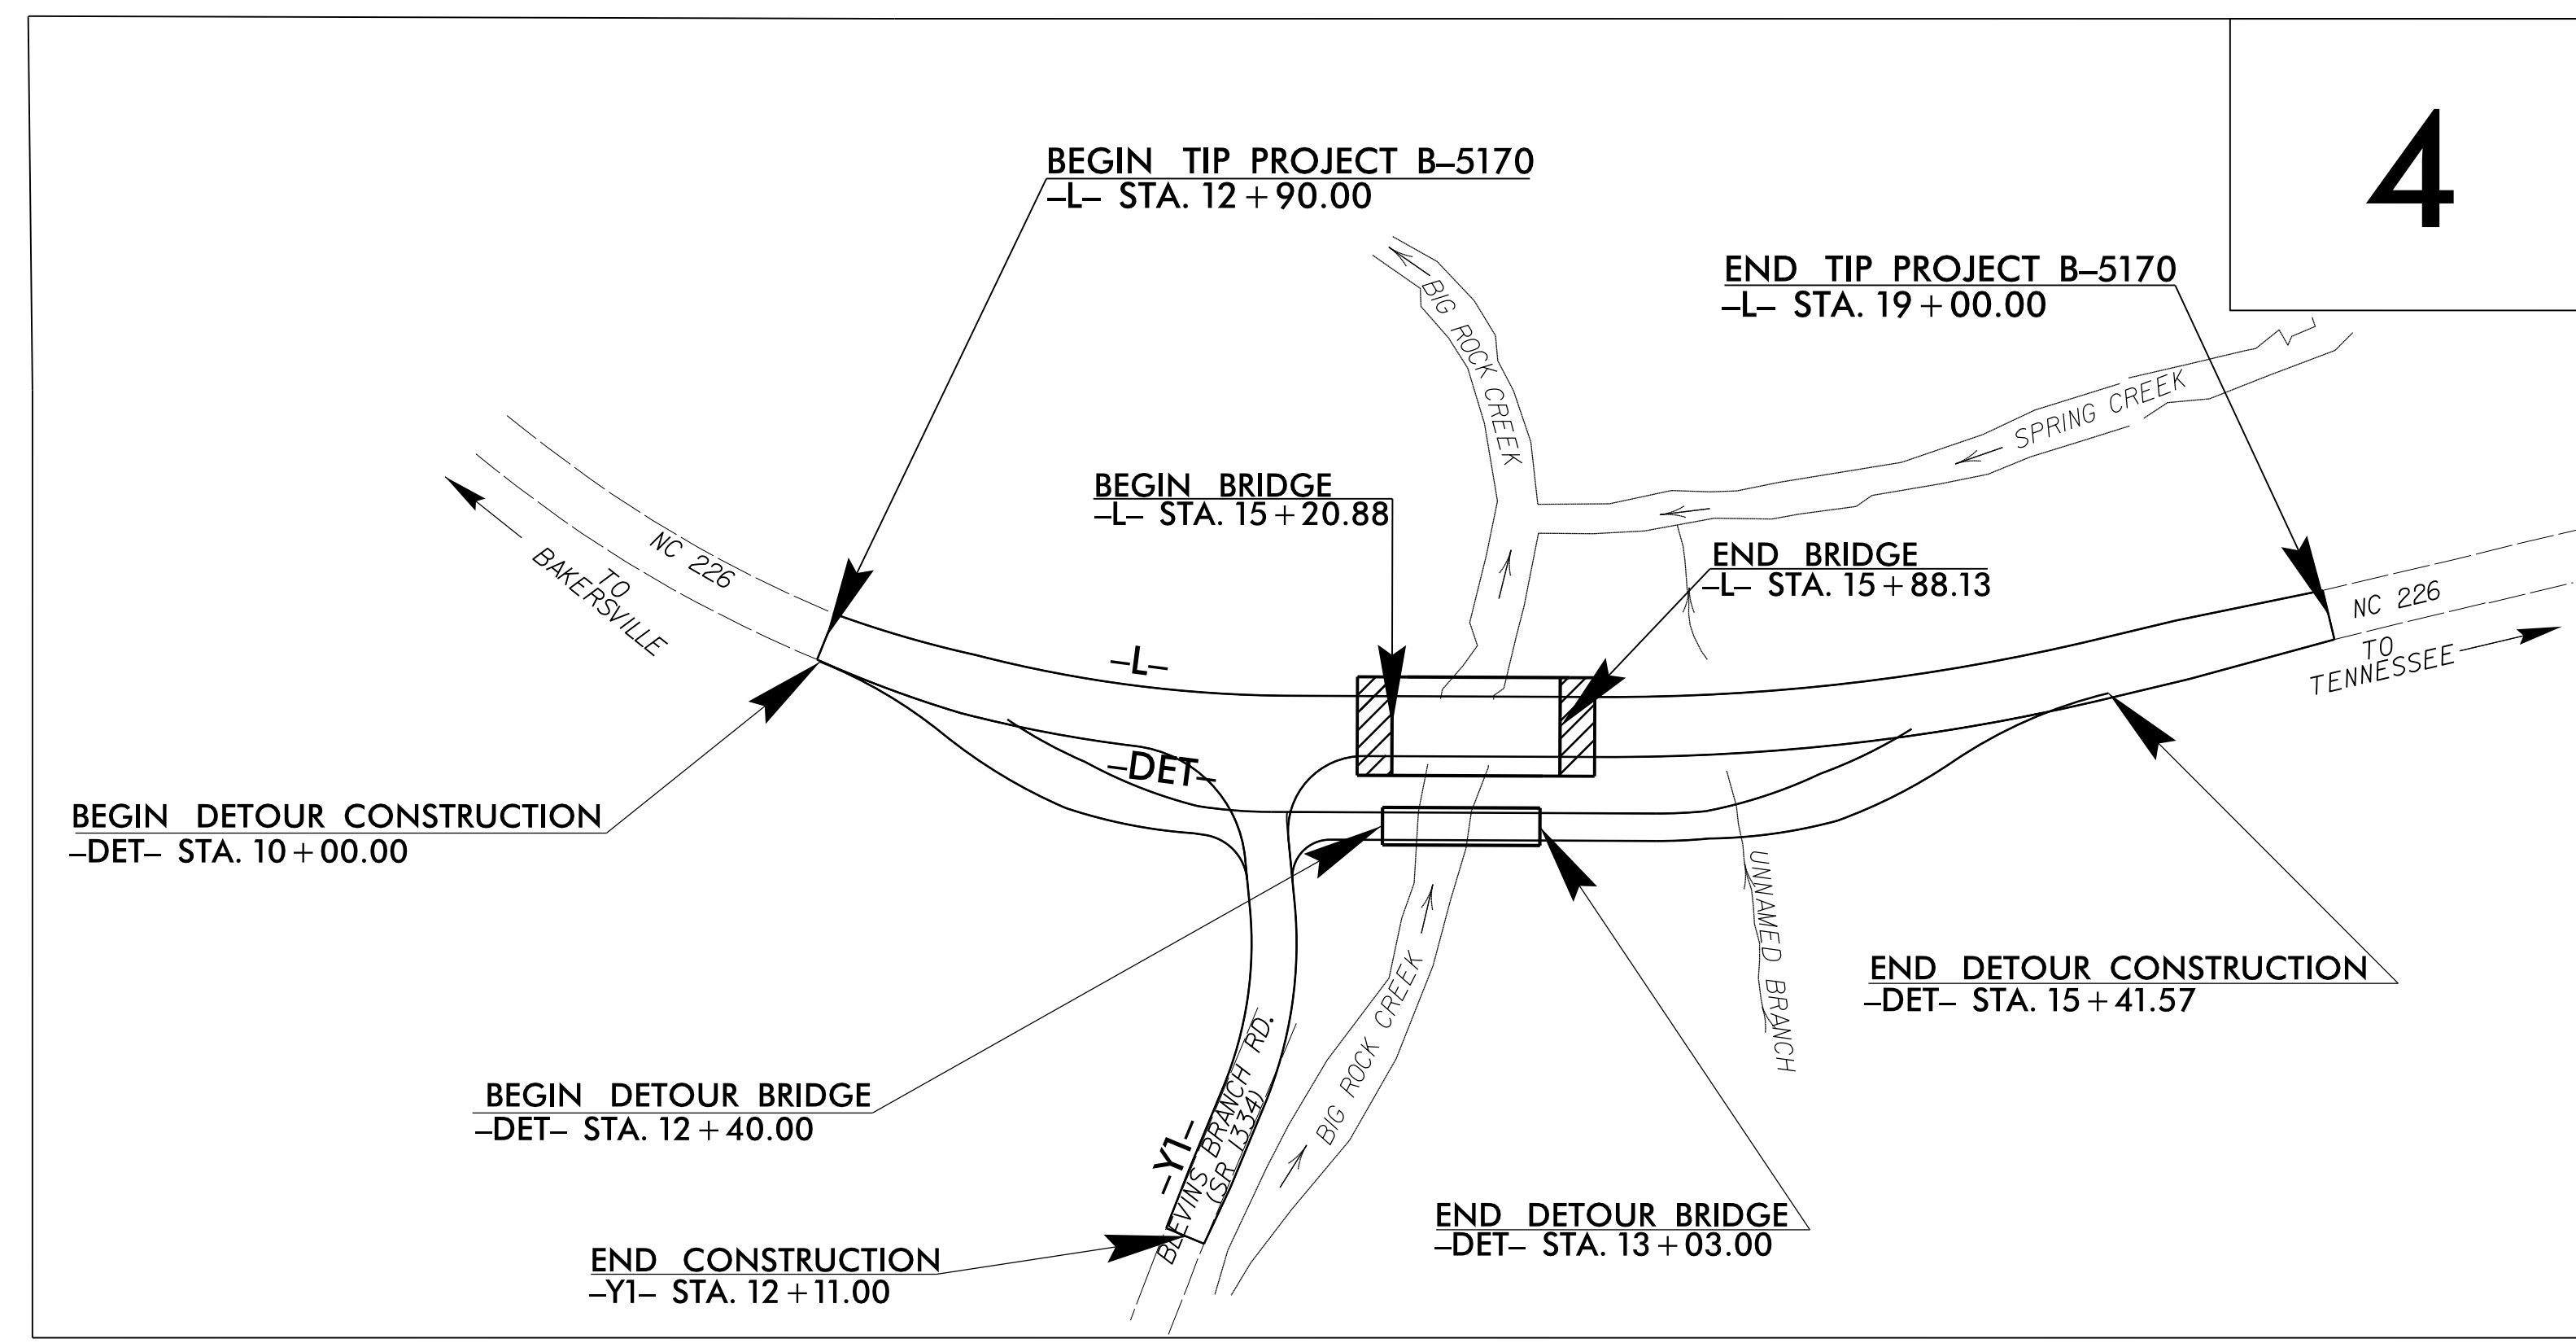 4
BEGIN TIP PROJECT B–5170
–L– STA. 12+90.00
END TIP PROJECT B–5170
–L– STA. 19+00.00
BIG ROCK CREEK
SPRING CREEK
BEGIN BRIDGE
–L– STA. 15+20.88
END BRIDGE
–L– STA. 15+88.13
NC 226
TO
BAKERSVILLE
NC 226
TO
TENNESSEE
–L–
–DET–
BEGIN DETOUR CONSTRUCTION
–DET– STA. 10+00.00
UNNAMED BRANCH
END DETOUR CONSTRUCTION
–DET– STA. 15+41.57
BIG ROCK CREEK
BEGIN DETOUR BRIDGE
–DET– STA. 12+40.00
–Y1–
BLEVINS BRANCH RD.
(SR 1334)
END DETOUR BRIDGE
–DET– STA. 13+03.00
END CONSTRUCTION
–Y1– STA. 12+11.00